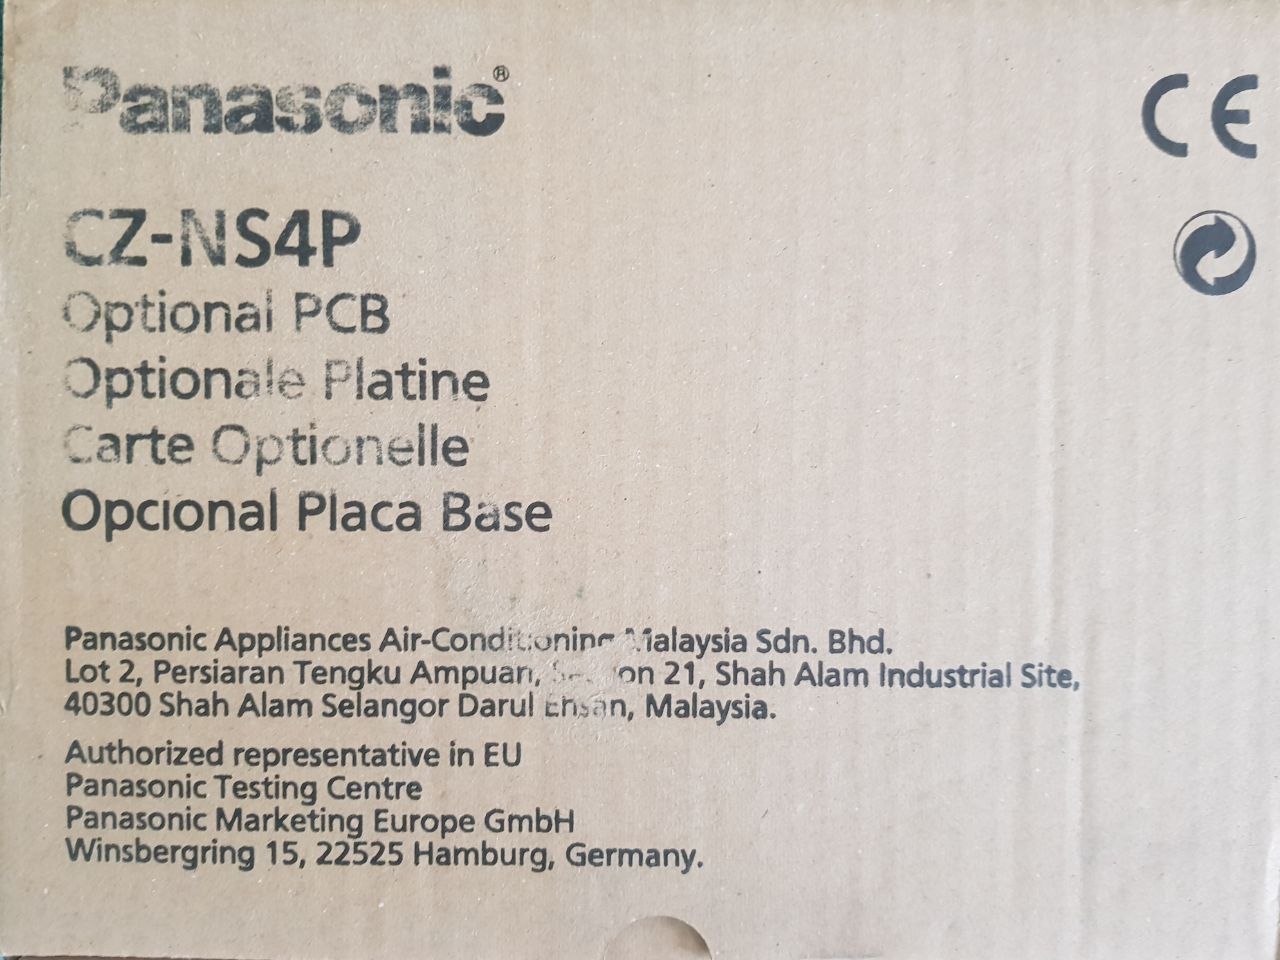 Panasonic®
CE
CZ-NS4P
Optional PCB
Optionale Platine
Carte Optionelle
Opcional Placa Base
Panasonic Appliances Air-Conditioning Malaysia Sdn. Bhd.
Lot 2, Persiaran Tengku Ampuan, Section 21, Shah Alam Industrial Site,
40300 Shah Alam Selangor Darul Ehsan, Malaysia.
Authorized representative in EU
Panasonic Testing Centre
Panasonic Marketing Europe GmbH
Winsbergring 15, 22525 Hamburg, Germany.